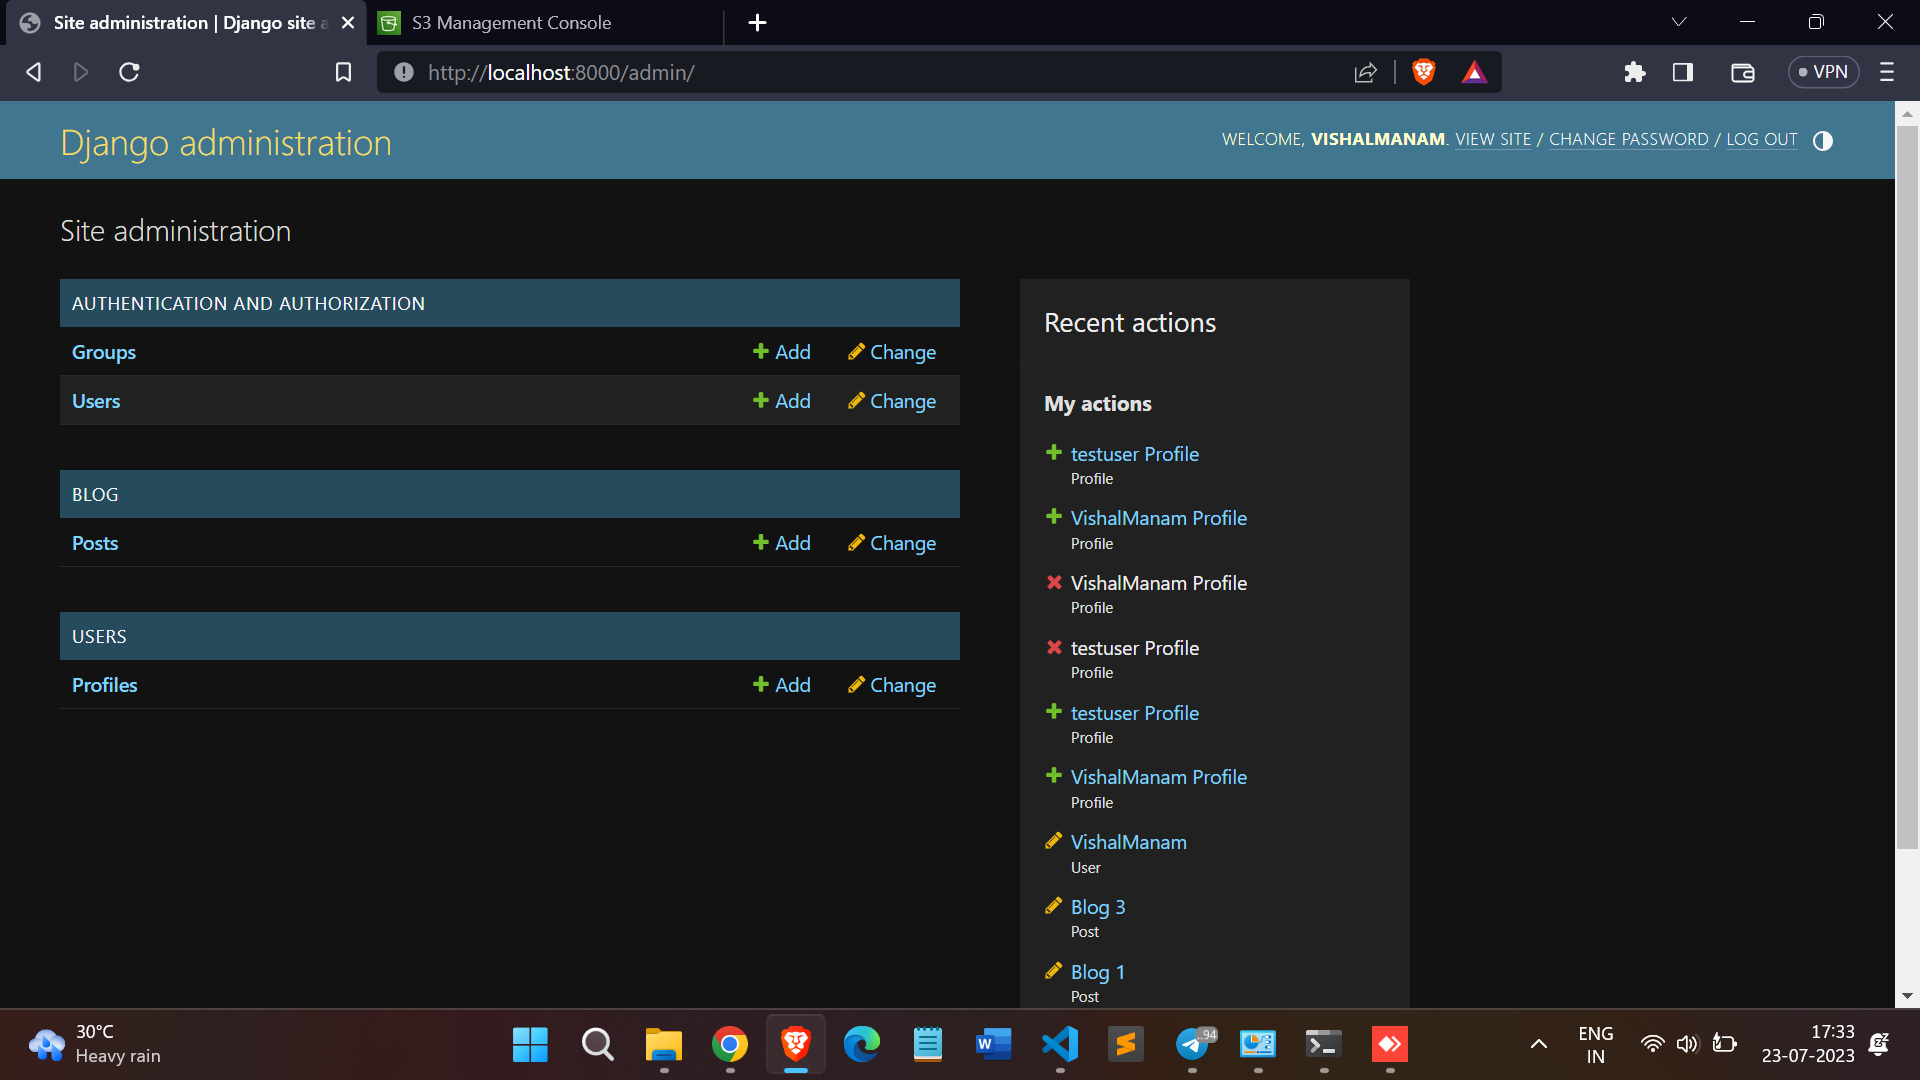 Site administration | Django site a
S3 Management Console
http://localhost:8000/admin/
VPN
Django administration
WELCOME, VISHALMANAM. VIEW SITE / CHANGE PASSWORD / LOG OUT
Site administration
AUTHENTICATION AND AUTHORIZATION
Groups Add Change
Users Add Change
BLOG
Posts Add Change
USERS
Profiles Add Change
Recent actions
My actions
testuser Profile
Profile
VishalManam Profile
Profile
VishalManam Profile
Profile
testuser Profile
Profile
testuser Profile
Profile
VishalManam Profile
Profile
VishalManam
User
Blog 3
Post
Blog 1
Post
30°C
Heavy rain
W
..94
ENG
IN
17:33
23-07-2023